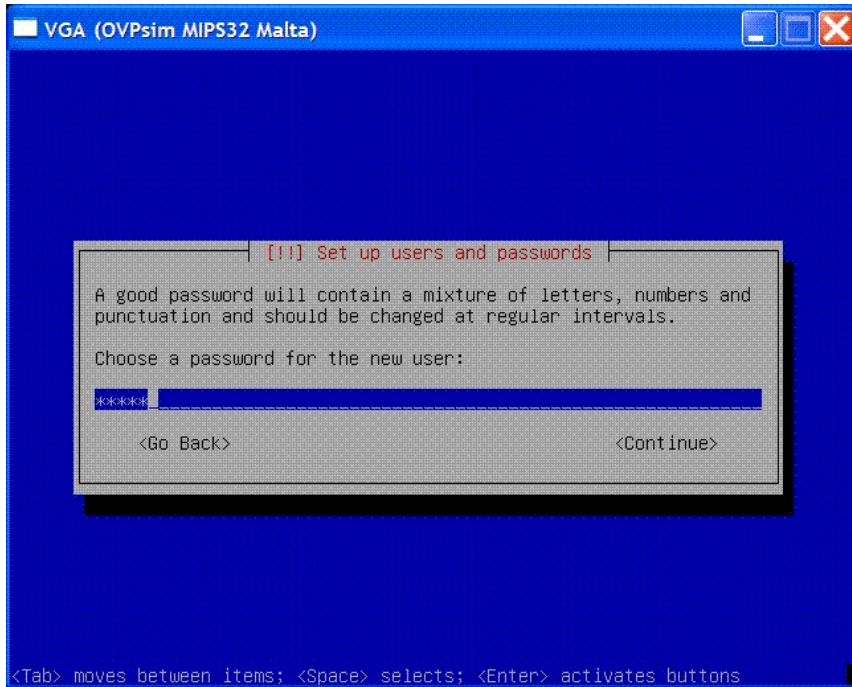 VGA (OVPsim MIPS32 Malta)
[!!] Set up users and passwords
A good password will contain a mixture of letters, numbers and
punctuation and should be changed at regular intervals.
Choose a password for the new user:
*****
<Go Back> <Continue>
<Tab> moves between items; <Space> selects; <Enter> activates buttons